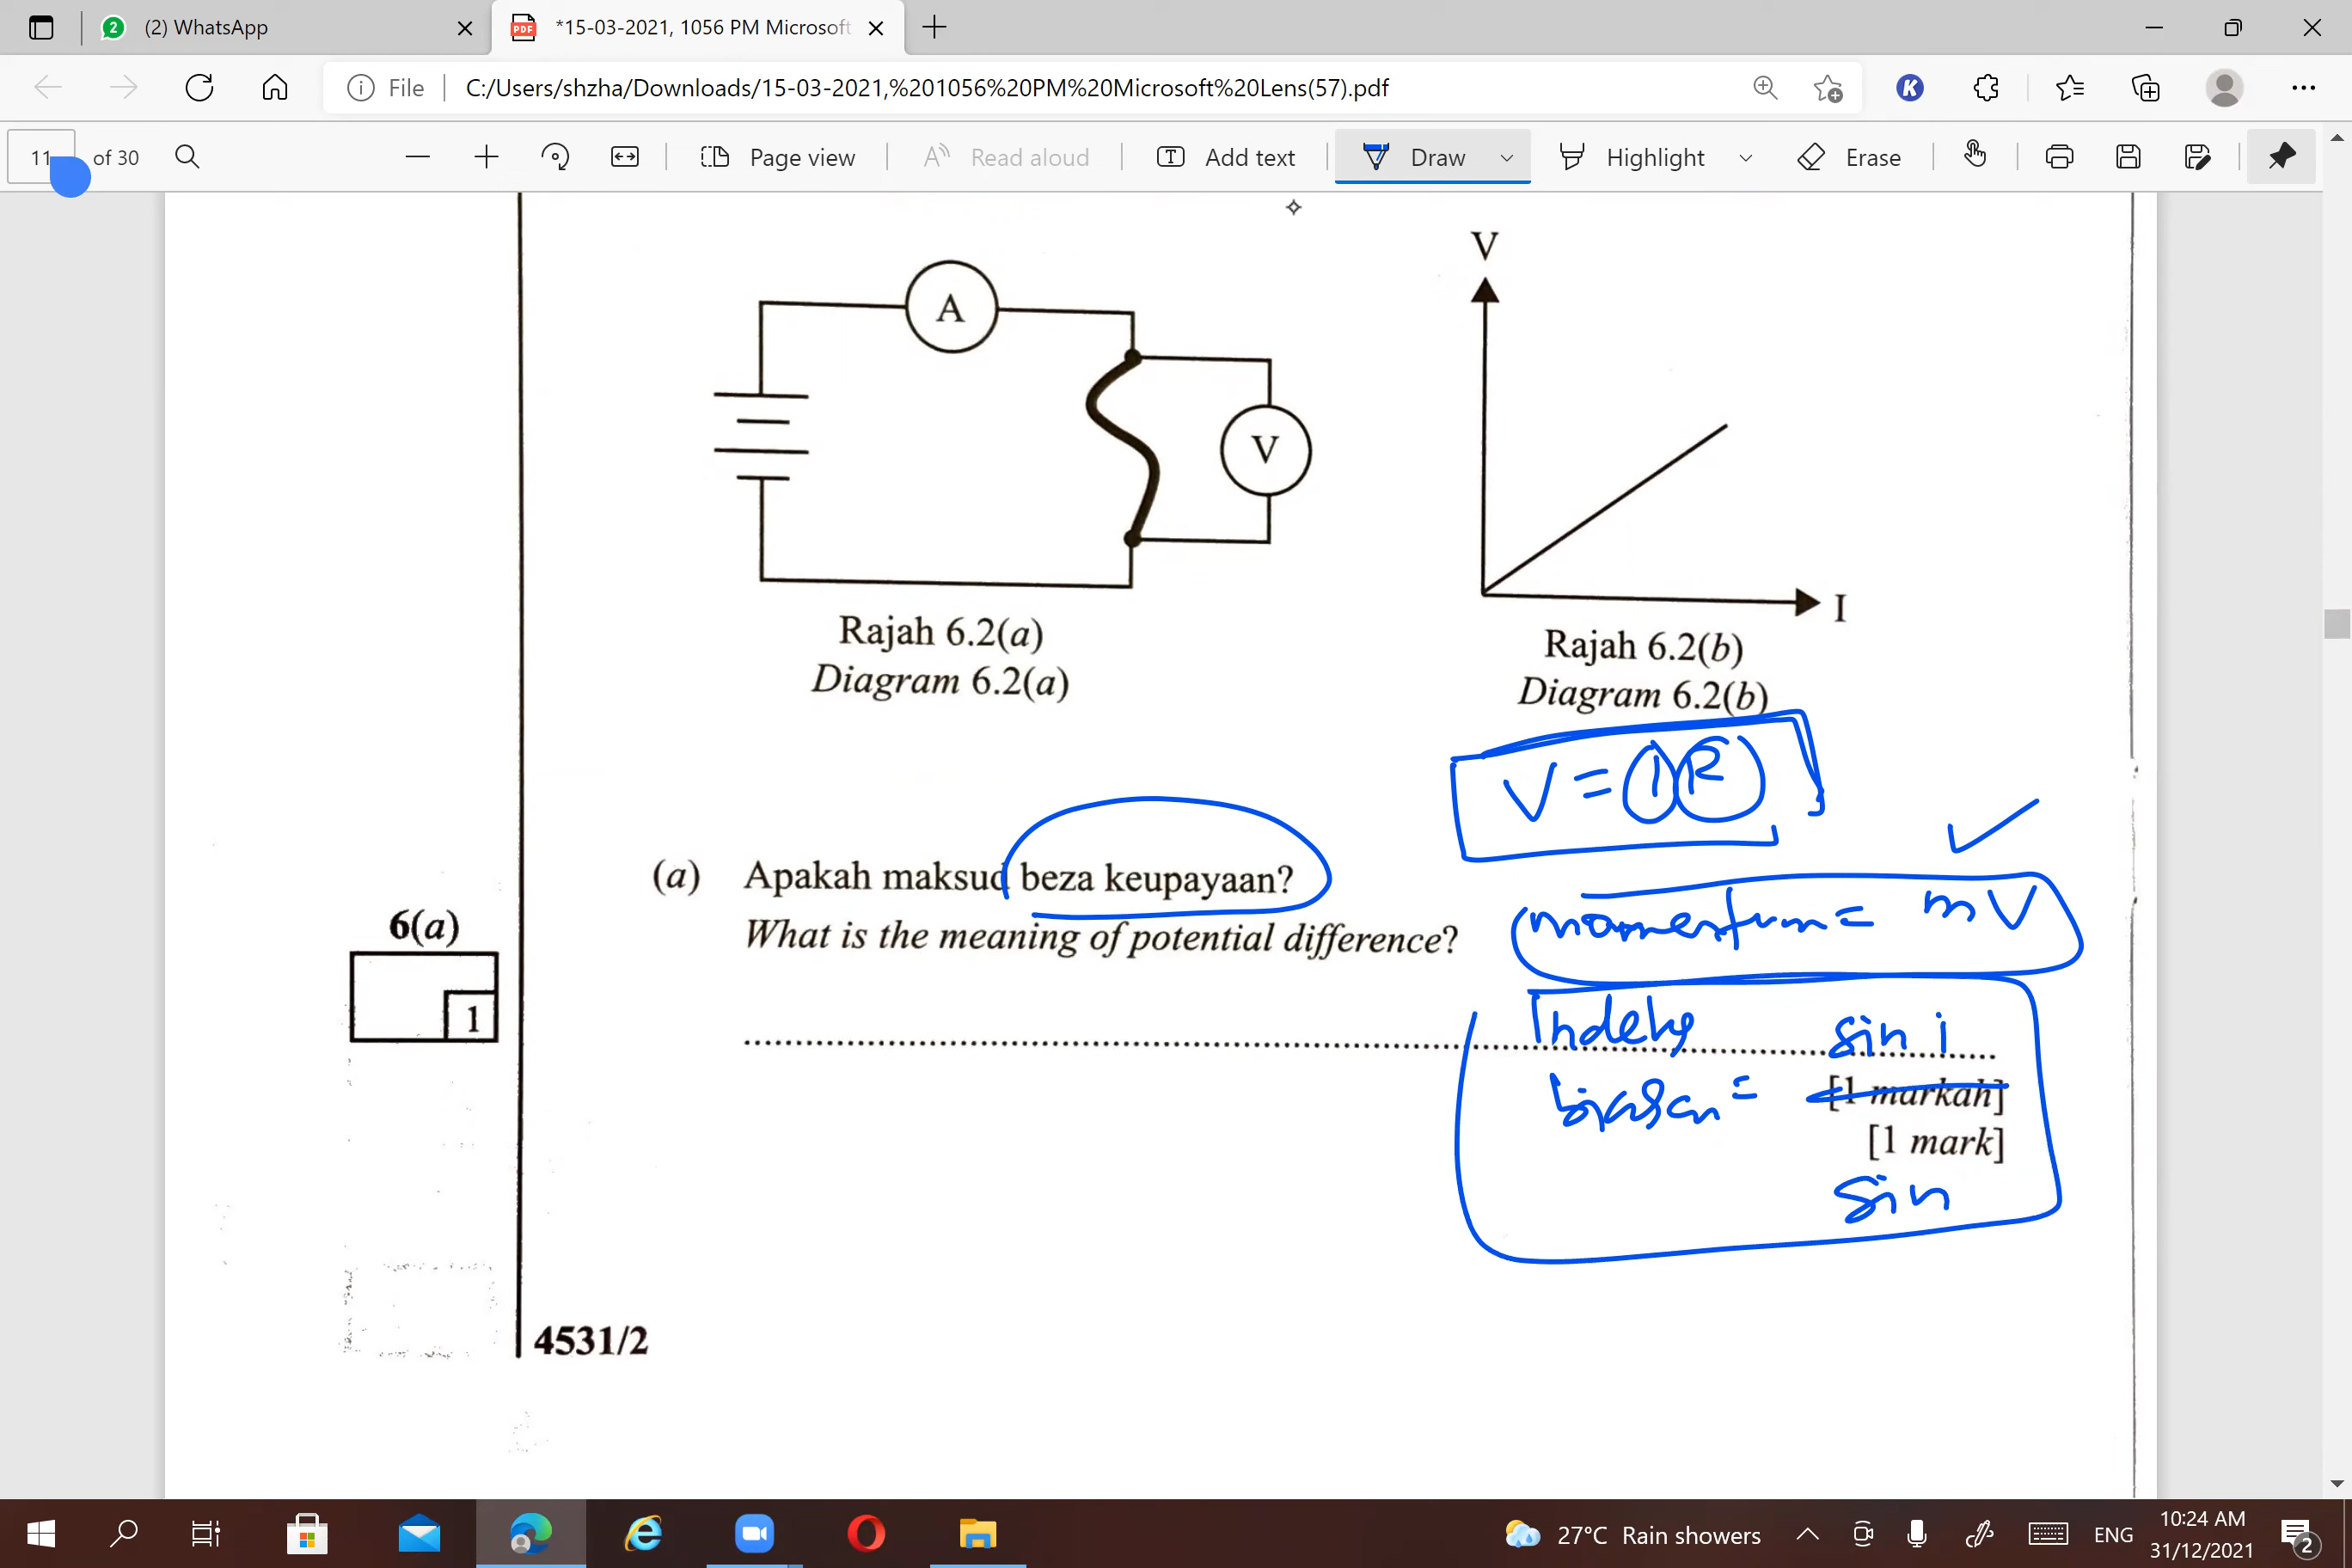 (2) WhatsApp
*15-03-2021, 1056 PM Microsoft
File C:/Users/shzha/Downloads/15-03-2021,%201056%20PM%20Microsoft%20Lens(57).pdf
11 of 30 Page view Read aloud Add text Draw Highlight Erase
V
A
V
I
Rajah 6.2(a)
Diagram 6.2(a)
Rajah 6.2(b)
Diagram 6.2(b)
V = IR
(a) Apakah maksud beza keupayaan?
What is the meaning of potential difference?
momentum = mV
6(a)
1
Indeks sin i
biasan =
[1 markah]
[1 mark]
sin
4531/2
27°C Rain showers
ENG
10:24 AM
31/12/2021
2